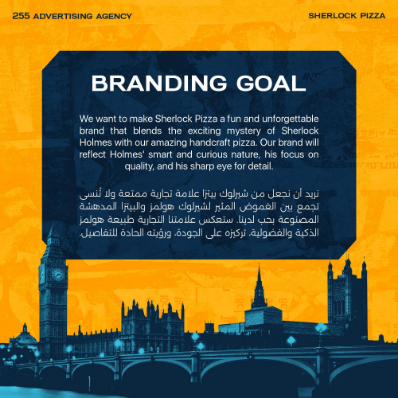 255 ADVERTISING AGENCY
SHERLOCK PIZZA
BRANDING GOAL
We want to make Sherlock Pizza a fun and unforgettable
brand that blends the exciting mystery of Sherlock
Holmes with our amazing handcraft pizza. Our brand will
reflect Holmes' smart and curious nature, his focus on
quality, and his sharp eye for detail.
نريد أن نجعل من شيرلوك بيتزا علامة تجارية ممتعة ولا تُنسى
تجمع بين الغموض المثير لشيرلوك هولمز والبيتزا المدهشة
المصنوعة بحب لدينا. ستعكس علامتنا التجارية طبيعة هولمز
الذكية والفضولية، تركيزه على الجودة، ورؤيته الحادة للتفاصيل.